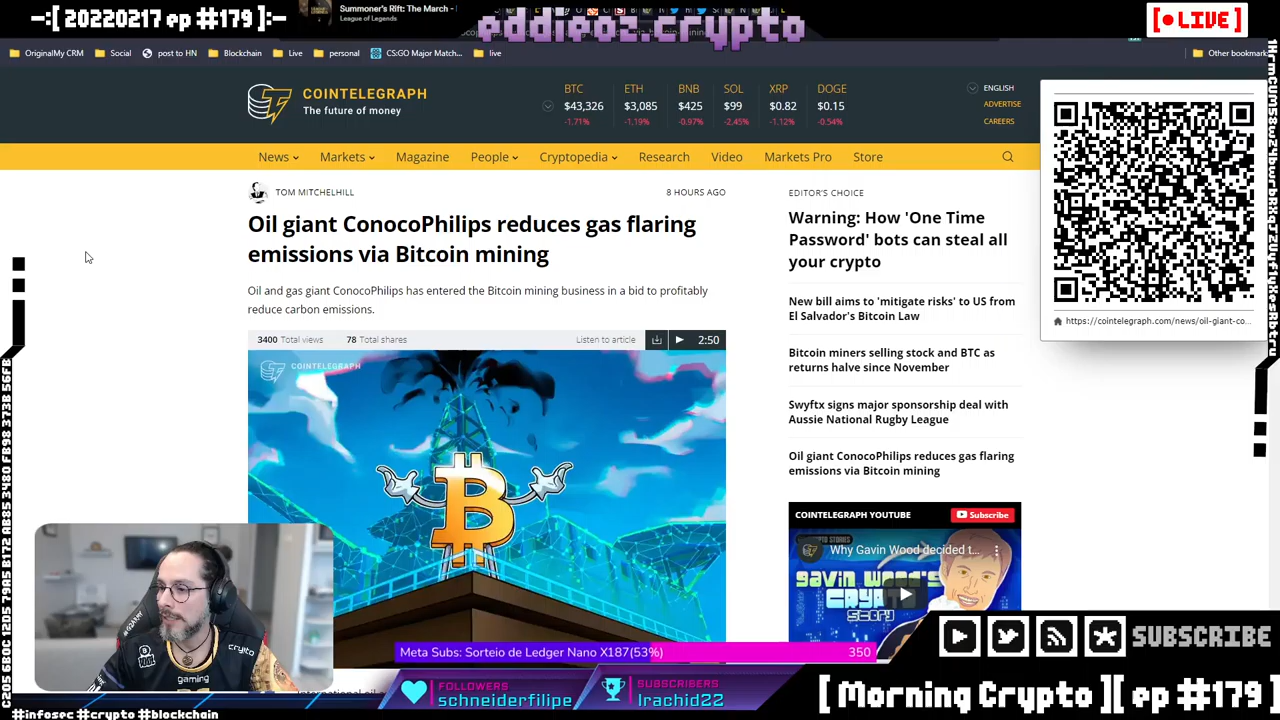 —:[ 20220217 ep #179 ]:—
Summoner's Rift: The March -
League of Legends
eddieoz.crypto
[●LIVE]
OriginalMy CRM
Social
post to HN
Blockchain
Live
personal
CS:GO Major Match...
live
Other bookmark
COINTELEGRAPH
The future of money
BTC ETH BNB SOL XRP DOGE
$43,326 $3,085 $425 $99 $0.82 $0.15
-1.71% -1.19% -0.97% -2.45% -1.12% -0.54%
ENGLISH
ADVERTISE
CAREERS
News Markets Magazine People Cryptopedia Research Video Markets Pro Store
TOM MITCHELHILL
8 HOURS AGO
Oil giant ConocoPhilips reduces gas flaring
emissions via Bitcoin mining
Oil and gas giant ConocoPhilips has entered the Bitcoin mining business in a bid to profitably
reduce carbon emissions.
3400 Total views 78 Total shares Listen to article 2:50
COINTELEGRAPH
EDITOR'S CHOICE
Warning: How 'One Time
Password' bots can steal all
your crypto
New bill aims to 'mitigate risks' to US from
El Salvador's Bitcoin Law
Bitcoin miners selling stock and BTC as
returns halve since November
Swyftx signs major sponsorship deal with
Aussie National Rugby League
Oil giant ConocoPhilips reduces gas flaring
emissions via Bitcoin mining
COINTELEGRAPH YOUTUBE
Subscribe
Why Gavin Wood decided t...
GAVIN WOOD'S
CRYPTO
STORY
https://cointelegraph.com/news/oil-giant-co...
crypto
gaming
Meta Subs: Sorteio de Ledger Nano X187(53%) 350
FOLLOWERS
schneiderfilipe
SUBSCRIBERS
lrachid22
SUBSCRIBE
[ Morning Crypto ][ ep #179 ]
#infosec #crypto #blockchain